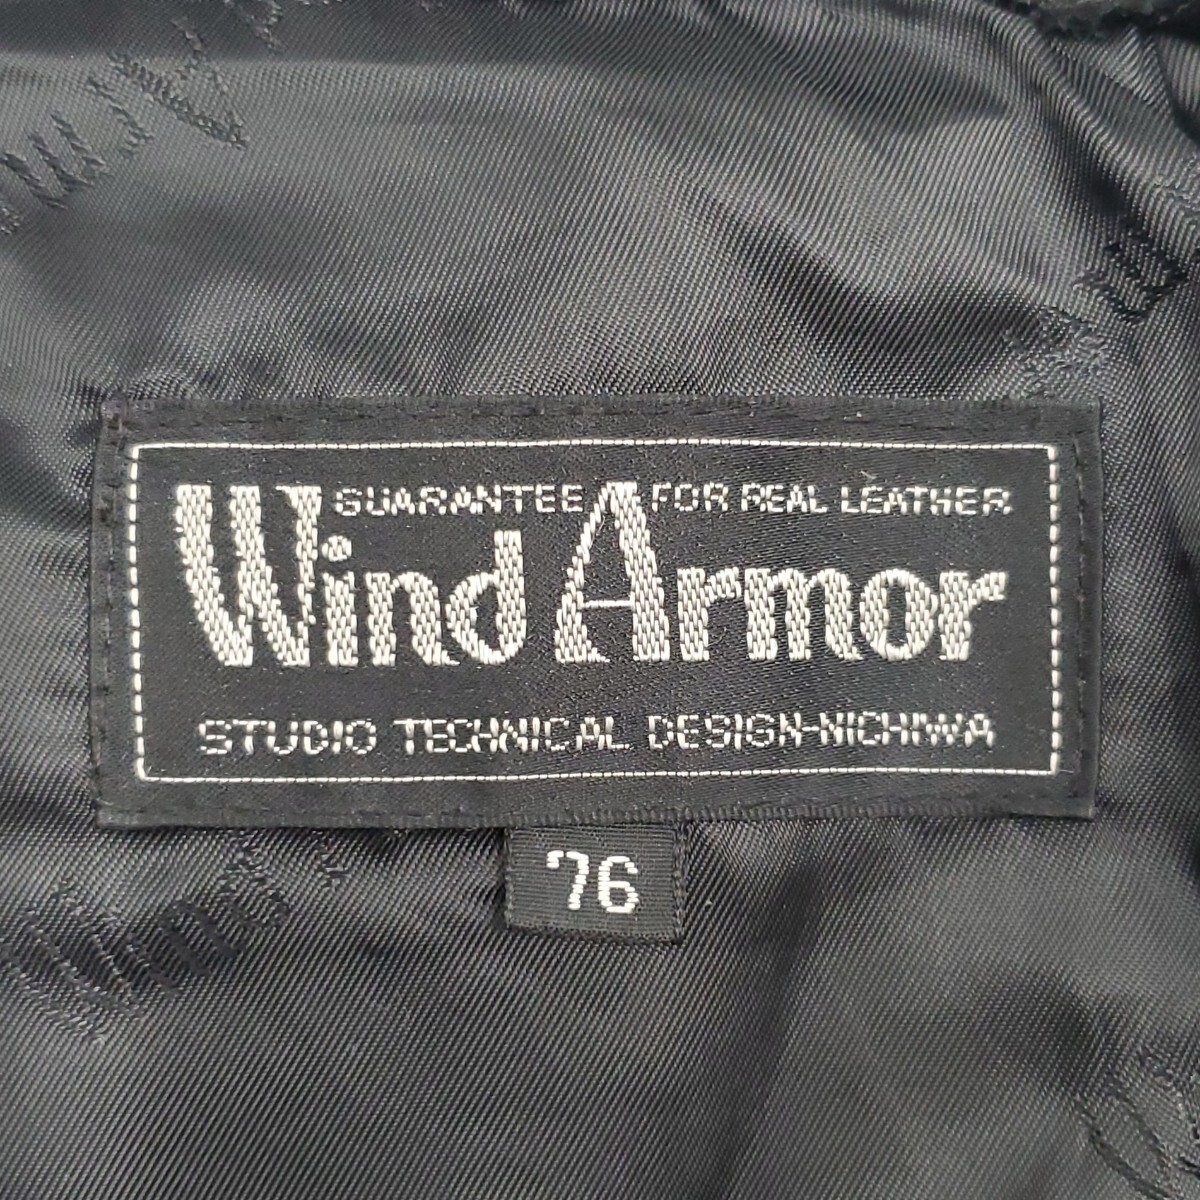 GUARANTEE FOR REAL LEATHER
Wind Armor
STUDIO TECHNICAL DESIGN-NICHIWA
76